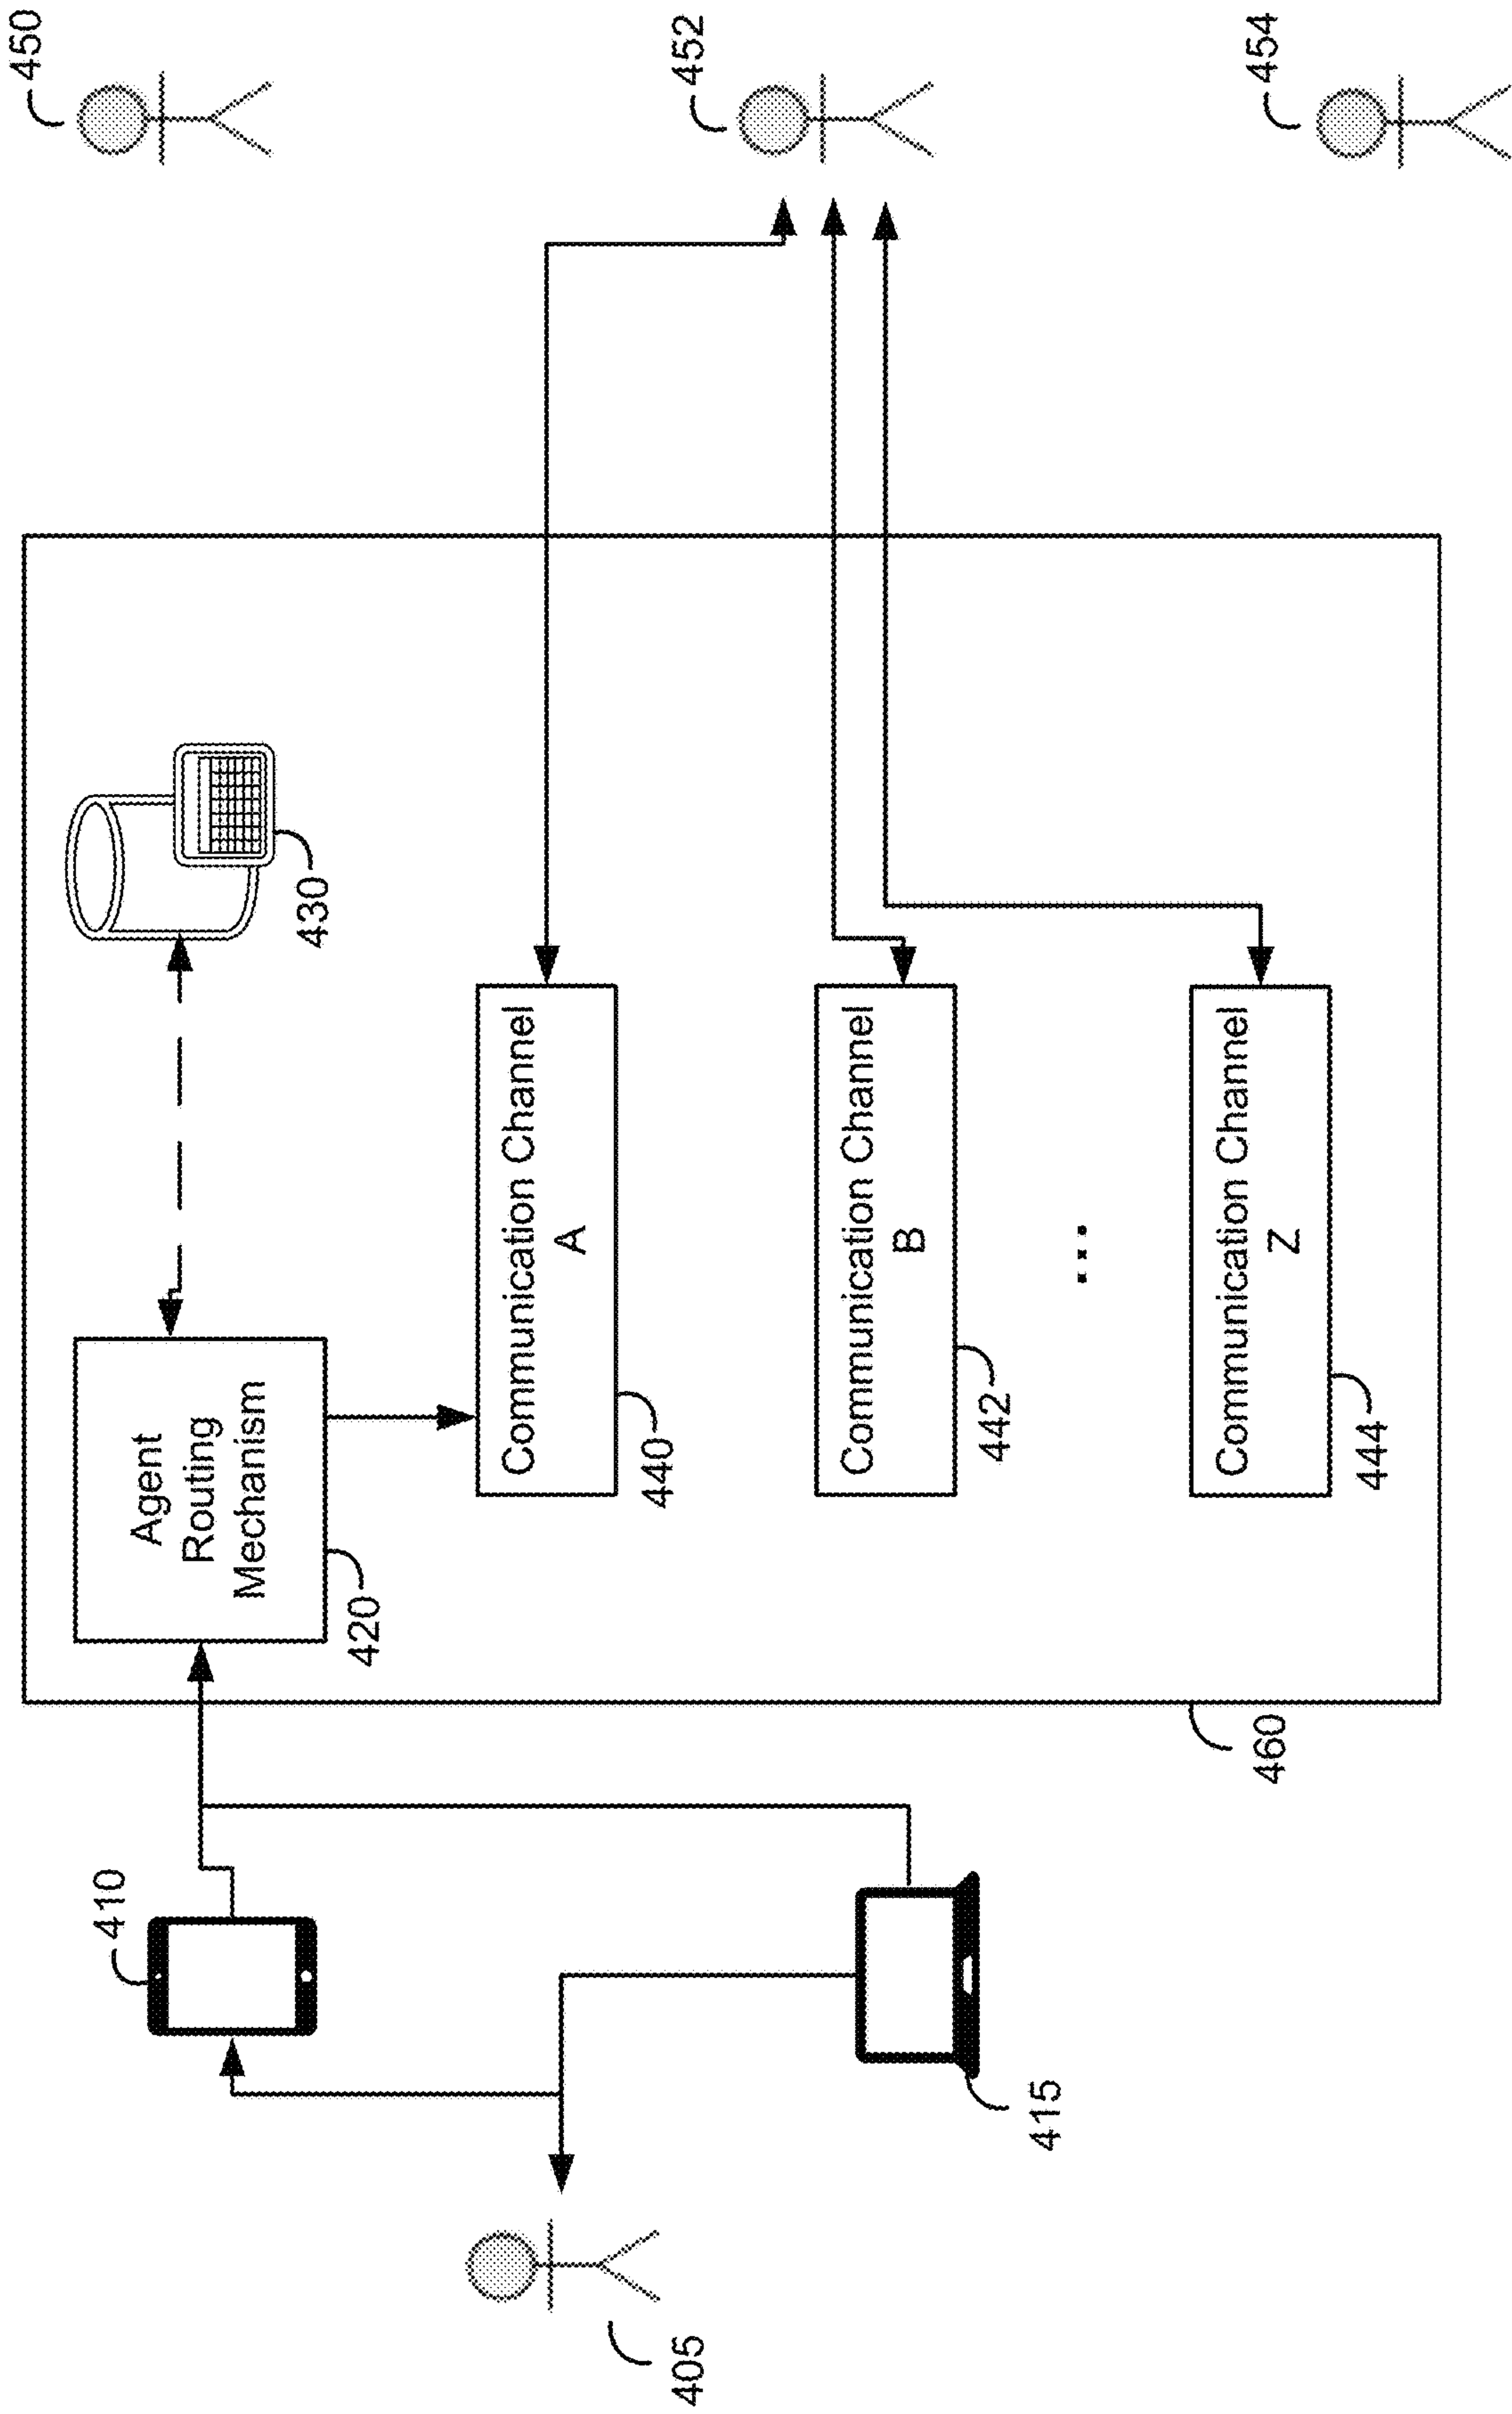 405
410
415
460
Agent
Routing
Mechanism
420
430
Communication Channel
A
440
Communication Channel
B
442
...
Communication Channel
Z
444
450
452
454